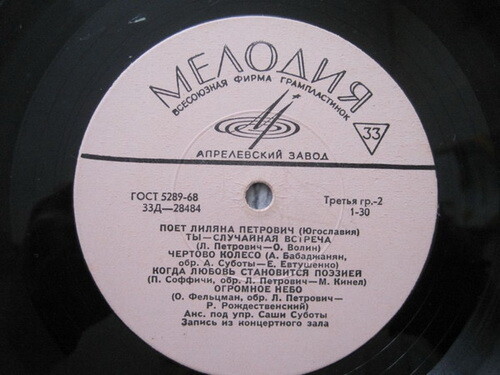 МЕЛОДИЯ
ВСЕСОЮЗНАЯ ФИРМА ГРАМПЛАСТИНОК
33
АПРЕЛЕВСКИЙ ЗАВОД
ГОСТ 5289-68
33Д—28484
Третья гр.-2
1-30
ПОЕТ ЛИЛЯНА ПЕТРОВИЧ (Югославия)
ТЫ—СЛУЧАЙНАЯ ВСТРЕЧА
(Л. Петрович—О. Волин)
ЧЕРТОВО КОЛЕСО (А. Бабаджанян,
обр. А. Суботы—Е. Евтушенко)
КОГДА ЛЮБОВЬ СТАНОВИТСЯ ПОЭЗИЕЙ
(П. Соффичи, обр. Л. Петрович—М. Кинел)
ОГРОМНОЕ НЕБО
(О. Фельцман, обр. Л. Петрович—
Р. Рождественский)
Анс. под упр. Саши Суботы
Запись из концертного зала